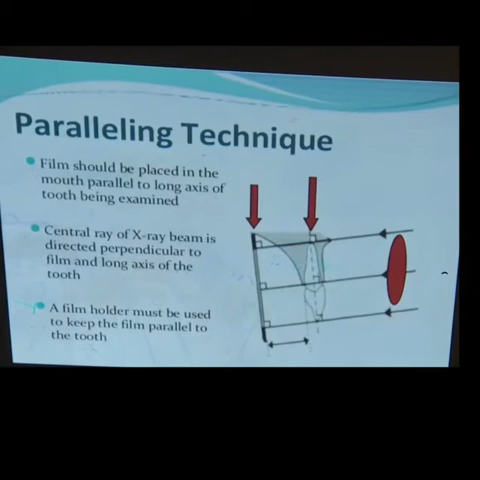 Paralleling Technique
Film should be placed in the
mouth parallel to long axis of
tooth being examined
Central ray of X-ray beam is
directed perpendicular to
film and long axis of the
tooth
A film holder must be used
to keep the film parallel to
the tooth